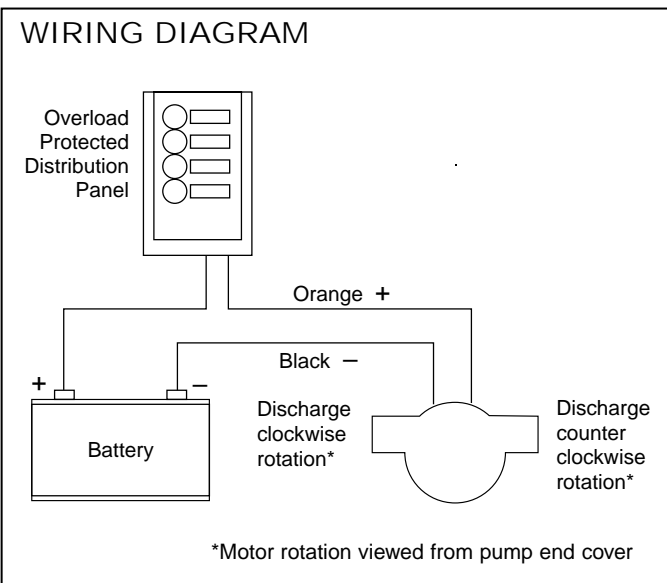 WIRING DIAGRAM
Overload
Protected
Distribution
Panel
Orange +
Black –
+
–
Battery
Discharge
clockwise
rotation*
Discharge
counter
clockwise
rotation*
*Motor rotation viewed from pump end cover